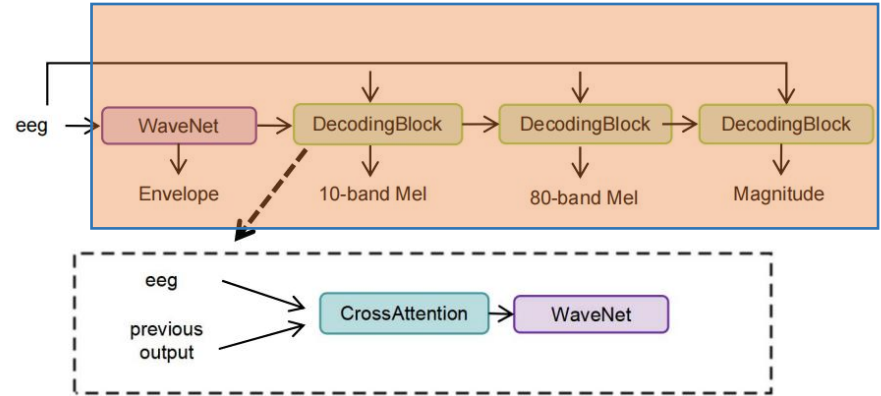 eeg
WaveNet
DecodingBlock
DecodingBlock
DecodingBlock
Envelope
10-band Mel
80-band Mel
Magnitude
eeg
previous
output
CrossAttention
WaveNet